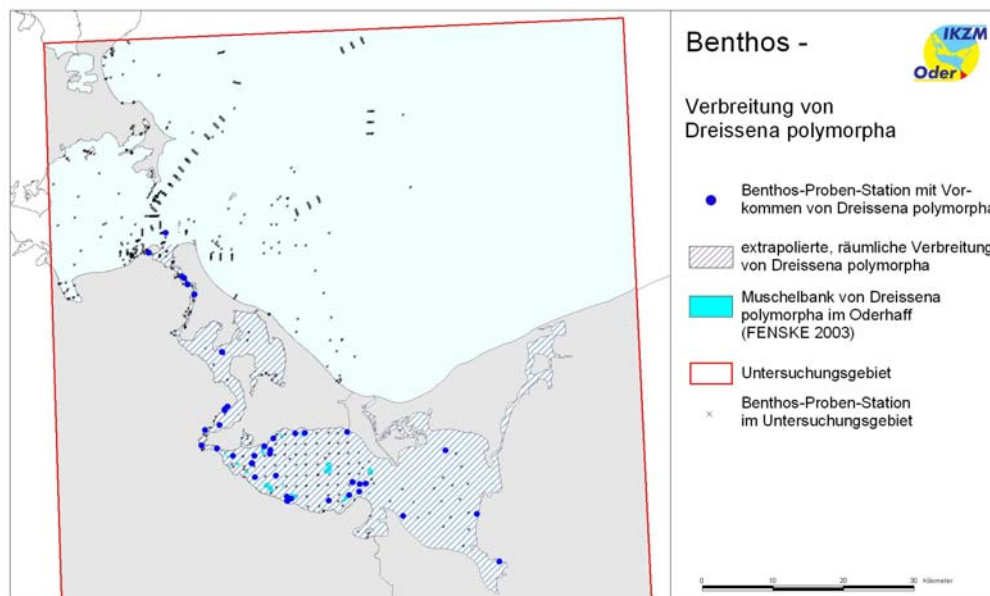 Benthos -
IKZM
Oder
Verbreitung von
Dreissena polymorpha
Benthos-Proben-Station mit Vor-
kommen von Dreissena polymorpha
extrapolierte, räumliche Verbreitung
von Dreissena polymorpha
Muschelbank von Dreissena
polymorpha im Oderhaff
(FENSKE 2003)
Untersuchungsgebiet
Benthos-Proben-Station
im Untersuchungsgebiet
0 10 20 30 Kilometer